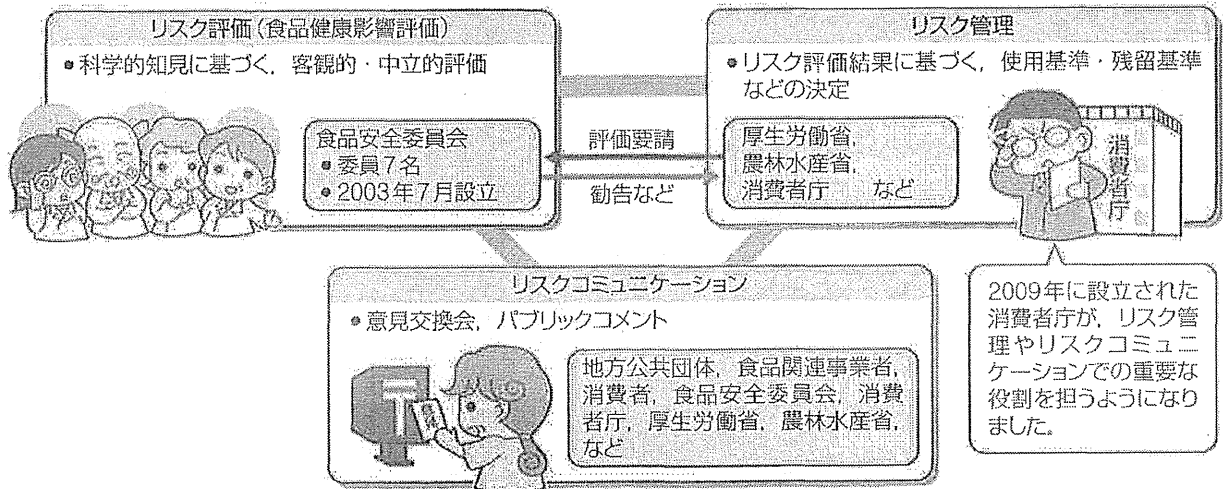 リスク評価(食品健康影響評価)
•科学的知見に基づく，客観的・中立的評価
食品安全委員会
•委員7名
•2003年7月設立
評価要請
勧告など
リスク管理
•リスク評価結果に基づく，使用基準・残留基準
などの決定
厚生労働省，
農林水産省，
消費者庁 など
消費者庁
リスクコミュニケーション
•意見交換会，パブリックコメント
地方公共団体，食品関連事業者，
消費者，食品安全委員会，消費
者庁，厚生労働省，農林水産省，
など
2009年に設立された
消費者庁が，リスク管
理やリスクコミュニ
ケーションでの重要な
役割を担うようになり
ました。